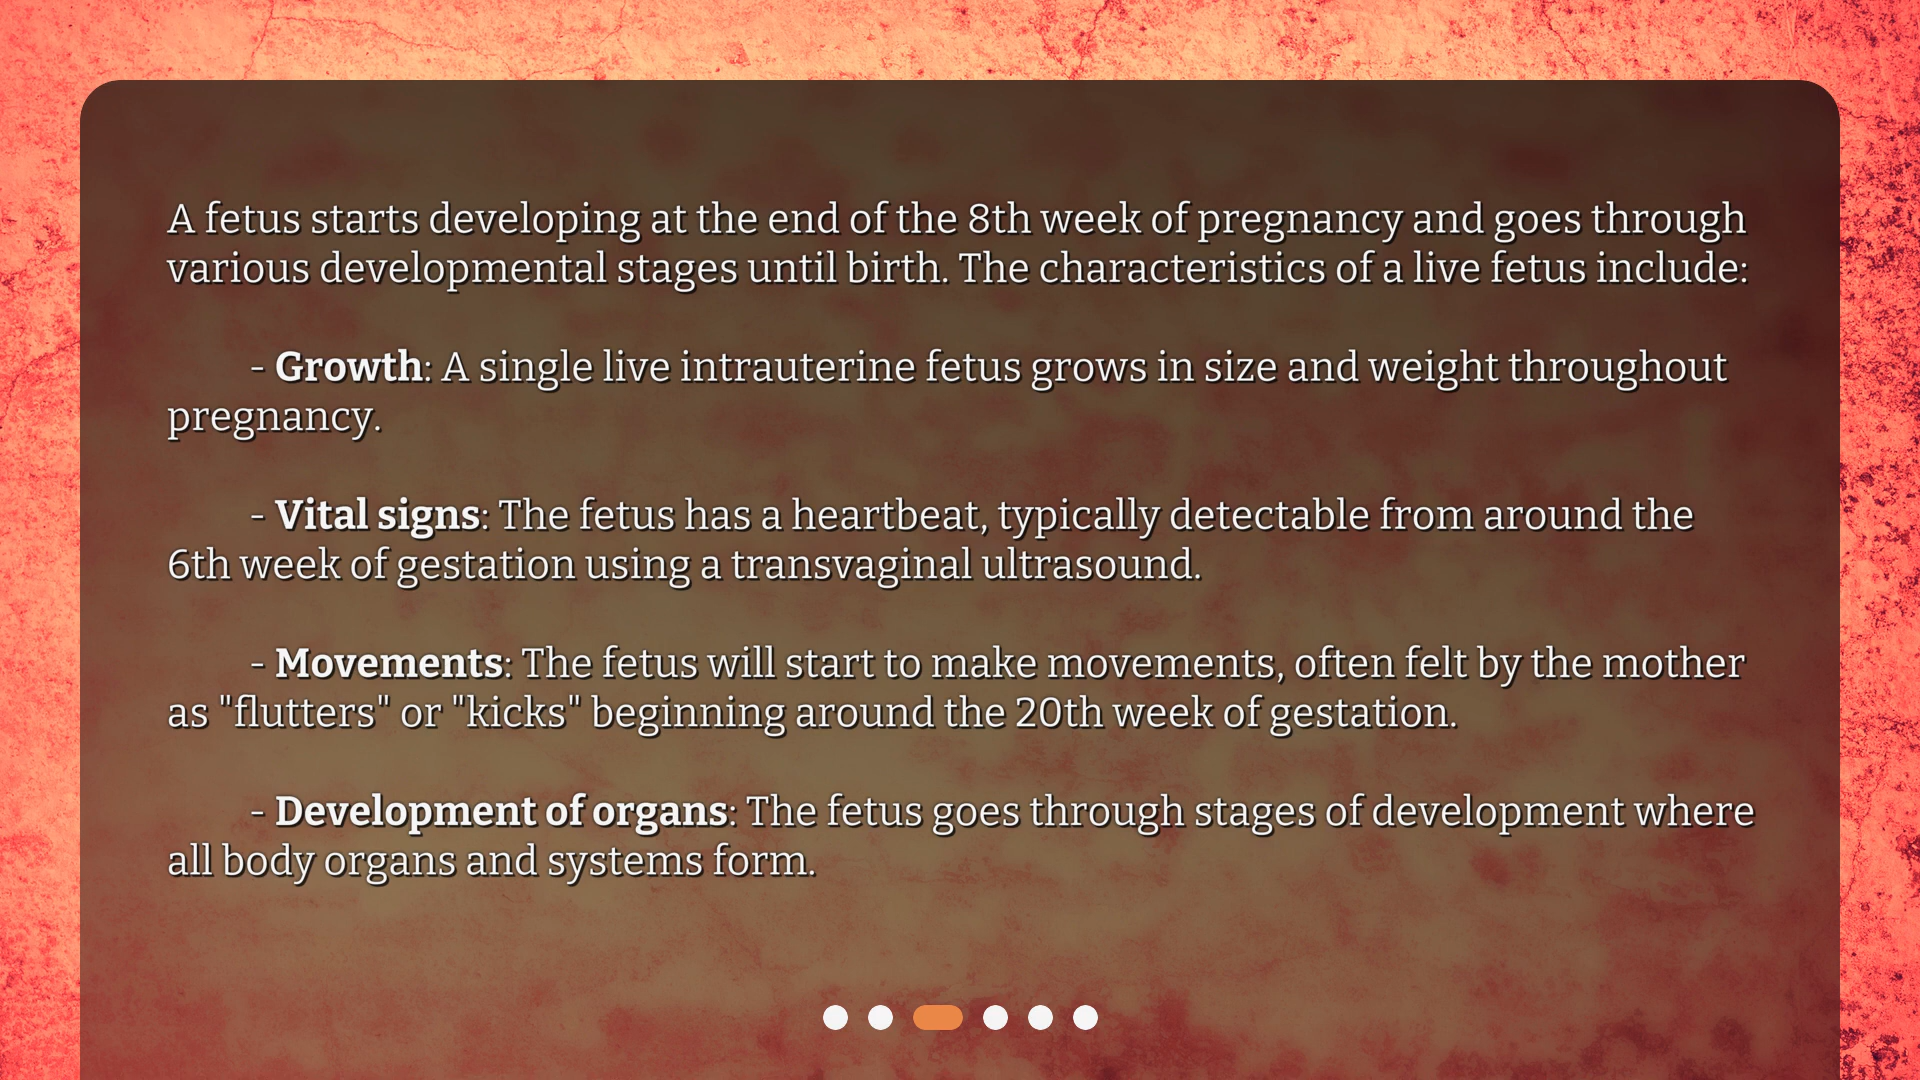 A fetus starts developing at the end of the 8th week of pregnancy and goes through
various developmental stages until birth. The characteristics of a live fetus include:
- Growth: A single live intrauterine fetus grows in size and weight throughout
pregnancy.
- Vital signs: The fetus has a heartbeat, typically detectable from around the
6th week of gestation using a transvaginal ultrasound.
- Movements: The fetus will start to make movements, often felt by the mother
as "flutters" or "kicks" beginning around the 20th week of gestation.
- Development of organs: The fetus goes through stages of development where
all body organs and systems form.